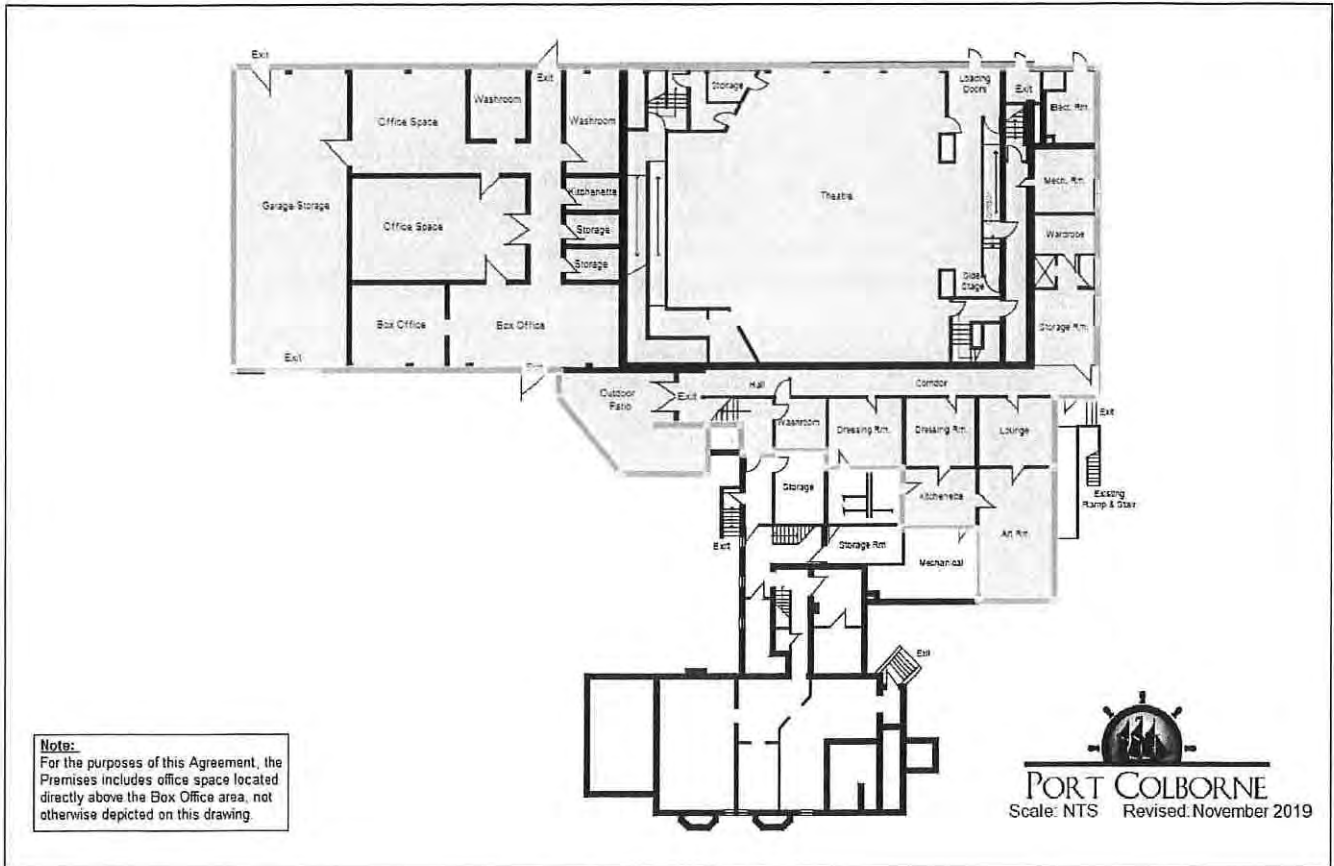 Exit
Exit
Storage
Loading
Doors
Exit
Elect. Rm.
Washroom
Office Space
Washroom
Mech. Rm.
Kitchenette
Theatre
Garage/Storage
Office Space
Storage
Wardrobe
Storage
Side
Stage
Box Office
Box Office
Storage Rm.
Exit
Exit
Outdoor
Patio
Exit
Hall
Corridor
Washroom
Dressing Rm.
Dressing Rm.
Lounge
Exit
Storage
Kitchenette
Existing
Ramp & Stair
Art Rm.
Exit
Storage Rm.
Mechanical
Exit
Note:
For the purposes of this Agreement, the
Premises includes office space located
directly above the Box Office area, not
otherwise depicted on this drawing.
PORT COLBORNE
Scale: NTS Revised: November 2019